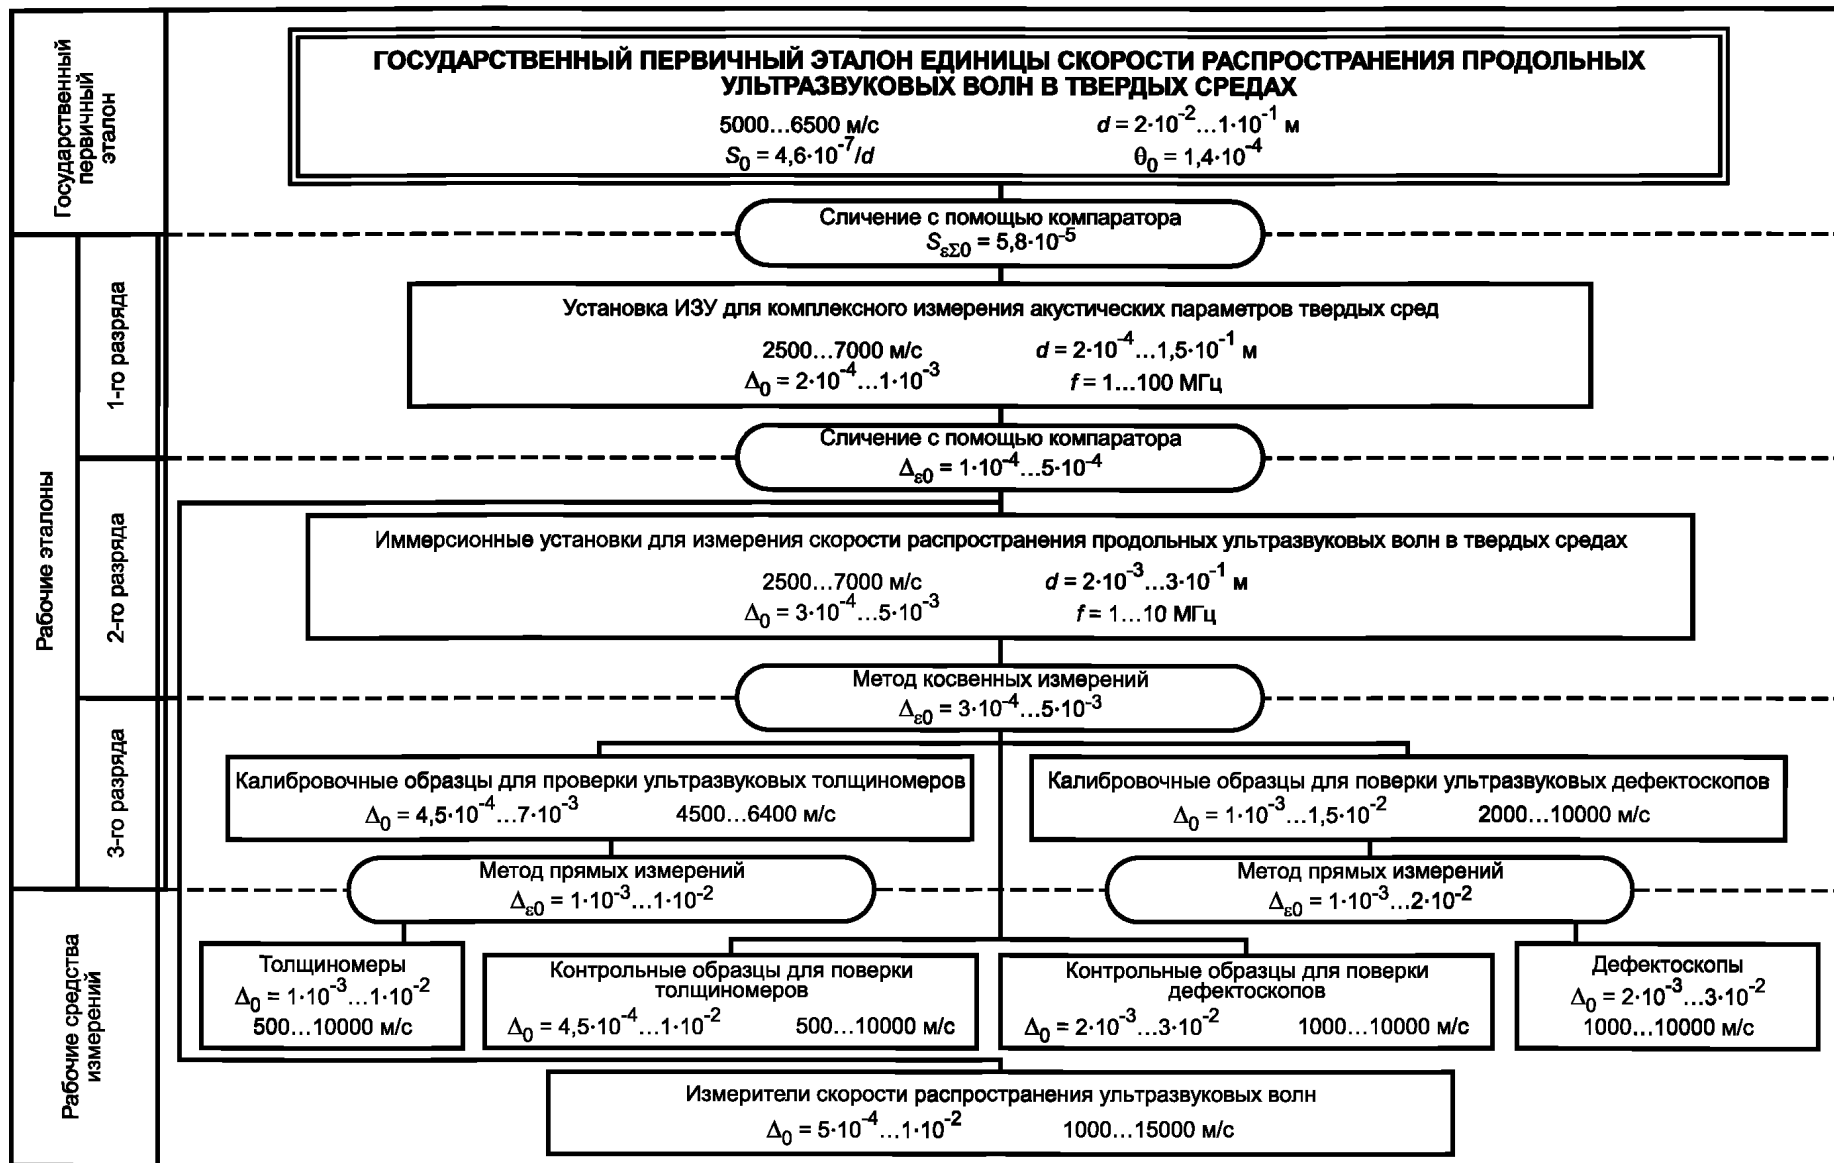 Государственный
первичный
эталон
ГОСУДАРСТВЕННЫЙ ПЕРВИЧНЫЙ ЭТАЛОН ЕДИНИЦЫ СКОРОСТИ РАСПРОСТРАНЕНИЯ ПРОДОЛЬНЫХ
УЛЬТРАЗВУКОВЫХ ВОЛН В ТВЕРДЫХ СРЕДАХ
5000...6500 м/с d = 2·10⁻²...1·10⁻¹ м
S₀ = 4,6·10⁻⁷/d θ₀ = 1,4·10⁻⁴
Сличение с помощью компаратора
S_εΣ0 = 5,8·10⁻⁵
Рабочие эталоны
1-го разряда
Установка ИЗУ для комплексного измерения акустических параметров твердых сред
2500...7000 м/с d = 2·10⁻⁴...1,5·10⁻¹ м
Δ₀ = 2·10⁻⁴...1·10⁻³ f = 1...100 МГц
Сличение с помощью компаратора
Δ_ε0 = 1·10⁻⁴...5·10⁻⁴
2-го разряда
Иммерсионные установки для измерения скорости распространения продольных ультразвуковых волн в твердых средах
2500...7000 м/с d = 2·10⁻³...3·10⁻¹ м
Δ₀ = 3·10⁻⁴...5·10⁻³ f = 1...10 МГц
Метод косвенных измерений
Δ_ε0 = 3·10⁻⁴...5·10⁻³
3-го разряда
Калибровочные образцы для проверки ультразвуковых толщиномеров
Δ₀ = 4,5·10⁻⁴...7·10⁻³ 4500...6400 м/с
Калибровочные образцы для поверки ультразвуковых дефектоскопов
Δ₀ = 1·10⁻³...1,5·10⁻² 2000...10000 м/с
Метод прямых измерений
Δ_ε0 = 1·10⁻³...1·10⁻²
Метод прямых измерений
Δ_ε0 = 1·10⁻³...2·10⁻²
Рабочие средства
измерений
Толщиномеры
Δ₀ = 1·10⁻³...1·10⁻²
500...10000 м/с
Контрольные образцы для поверки
толщиномеров
Δ₀ = 4,5·10⁻⁴...1·10⁻² 500...10000 м/с
Контрольные образцы для поверки
дефектоскопов
Δ₀ = 2·10⁻³...3·10⁻² 1000...10000 м/с
Дефектоскопы
Δ₀ = 2·10⁻³...3·10⁻²
1000...10000 м/с
Измерители скорости распространения ультразвуковых волн
Δ₀ = 5·10⁻⁴...1·10⁻² 1000...15000 м/с